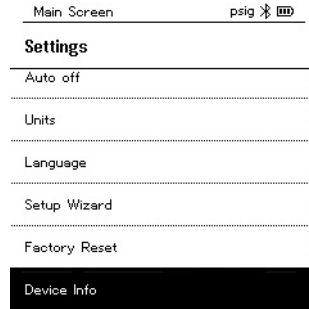 Main Screen psig
Settings
Auto off
Units
Language
Setup Wizard
Factory Reset
Device Info